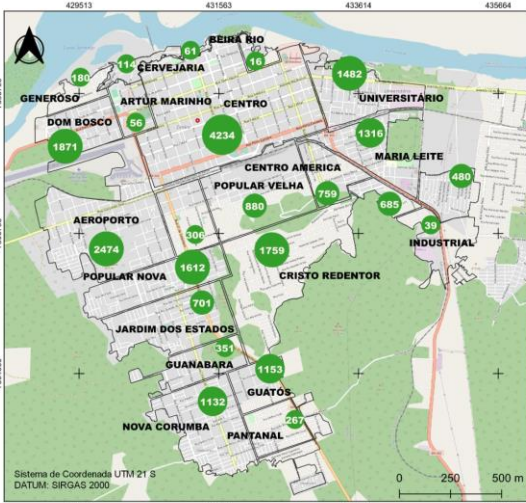 429513 431563 433614 435664
BEIRA RIO
61
16
114
CERVEJARIA
180
1482
GENEROSO
ARTUR MARINHO
CENTRO
UNIVERSITÁRIO
DOM BOSCO
56
4234
1316
1871
MARIA LEITE
CENTRO AMERICA
480
POPULAR VELHA
759
880
685
AEROPORTO
39
306
INDUSTRIAL
2474
1759
1612
POPULAR NOVA
CRISTO REDENTOR
701
JARDIM DOS ESTADOS
351
GUANABARA
1153
GUATÓS
1132
267
NOVA CORUMBA
PANTANAL
Sistema de Coordenada UTM 21 S
DATUM: SIRGAS 2000
0 250 500 m